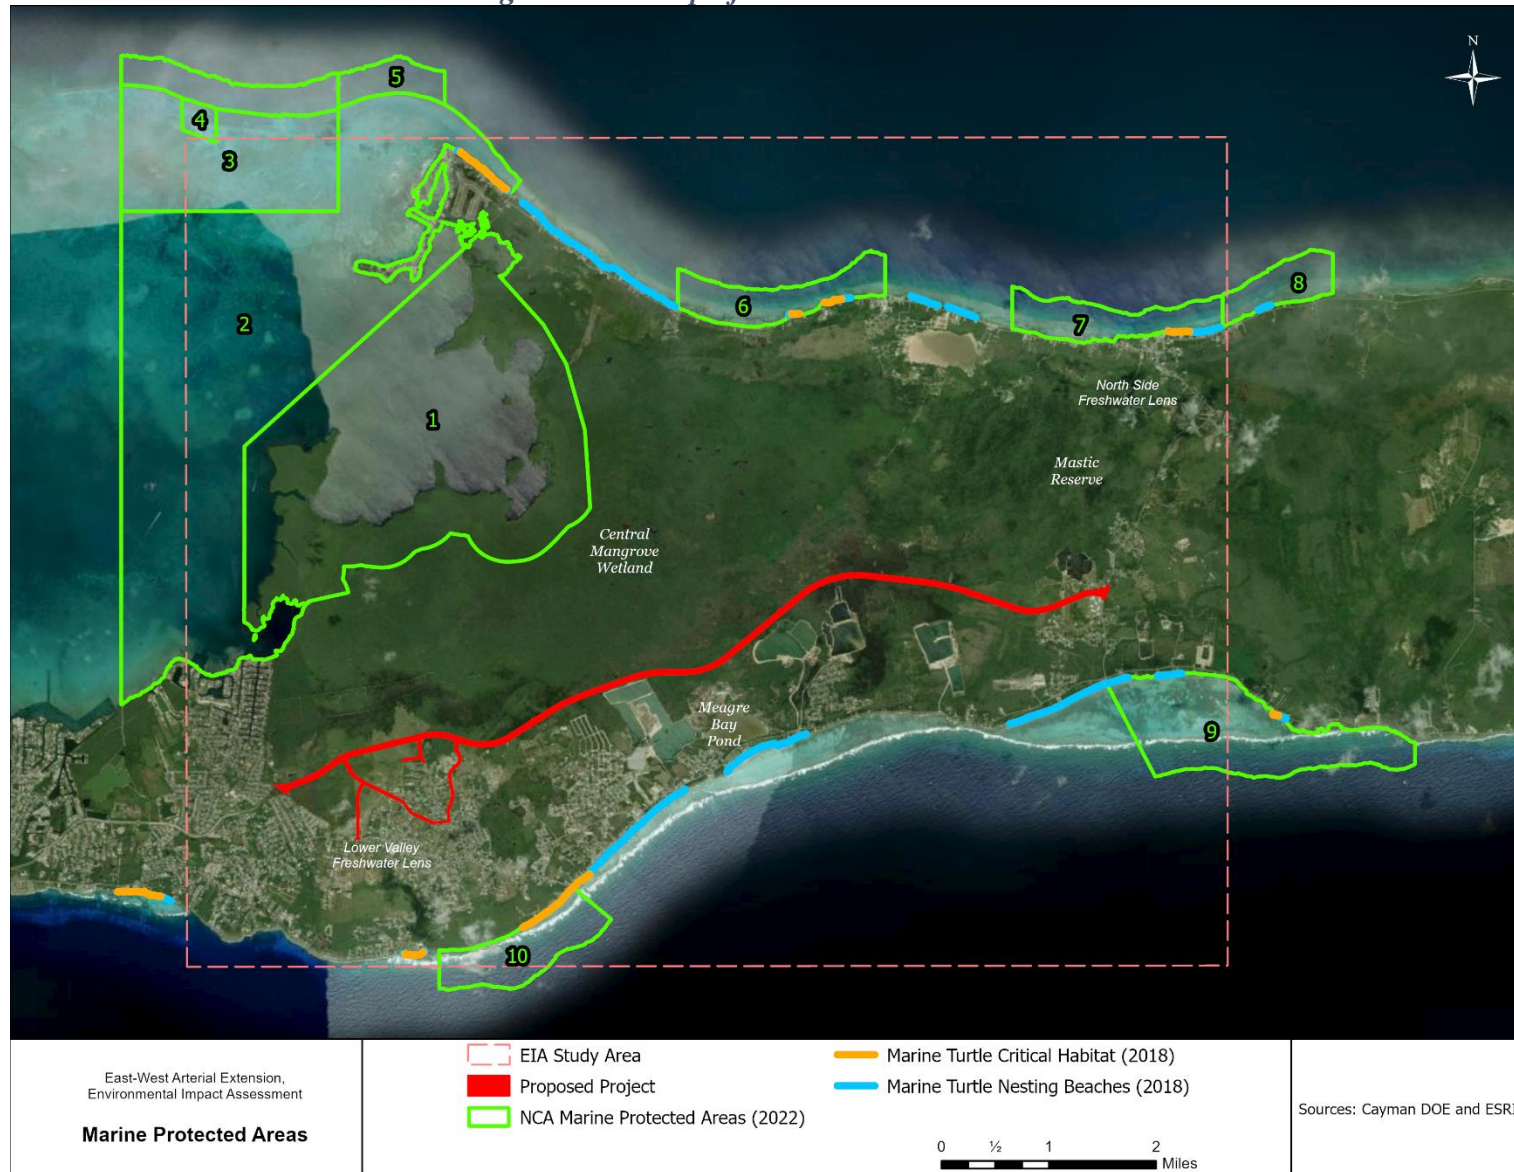 N
5
4
3
2
6
7
8
1
North Side
Freshwater Lens
Mastic
Reserve
Central
Mangrove
Wetland
Meagre
Bay
Pond
9
Lower Valley
Freshwater Lens
10
East-West Arterial Extension,
Environmental Impact Assessment
Marine Protected Areas
EIA Study Area
Proposed Project
NCA Marine Protected Areas (2022)
Marine Turtle Critical Habitat (2018)
Marine Turtle Nesting Beaches (2018)
0 ½ 1 2
Miles
Sources: Cayman DOE and ESRI